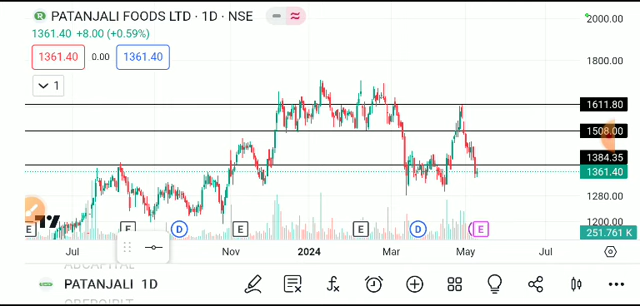 PATANJALI FOODS LTD · 1D · NSE
1361.40 +8.00 (+0.59%)
1361.40 0.00 1361.40
1
2000.00
1800.00
1611.80
1508.00
1384.35
1361.40
1280.00
1200.00
251.761 K
E E D E E D E
Jul Nov 2024 Mar May Jul
PATANJALI 1D